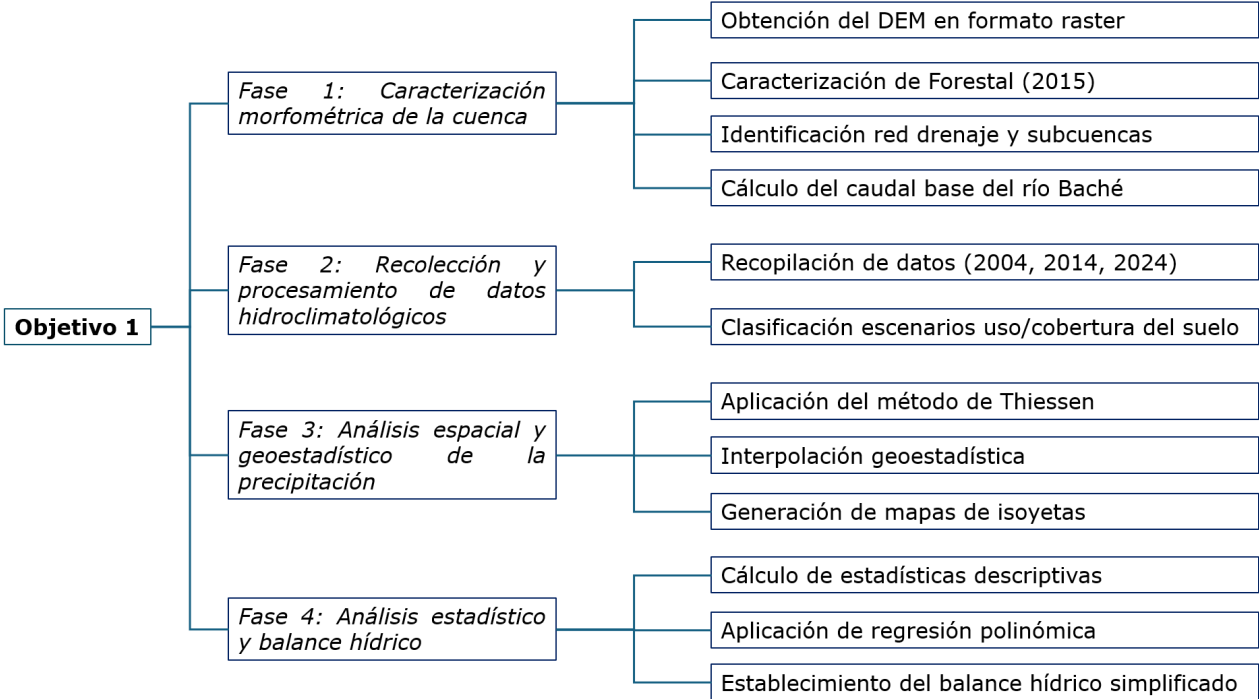 Objetivo 1
Fase 1: Caracterización
morfométrica de la cuenca
Obtención del DEM en formato raster
Caracterización de Forestal (2015)
Identificación red drenaje y subcuencas
Cálculo del caudal base del río Baché
Fase 2: Recolección y
procesamiento de datos
hidroclimatológicos
Recopilación de datos (2004, 2014, 2024)
Clasificación escenarios uso/cobertura del suelo
Fase 3: Análisis espacial y
geoestadístico de la
precipitación
Aplicación del método de Thiessen
Interpolación geoestadística
Generación de mapas de isoyetas
Fase 4: Análisis estadístico
y balance hídrico
Cálculo de estadísticas descriptivas
Aplicación de regresión polinómica
Establecimiento del balance hídrico simplificado